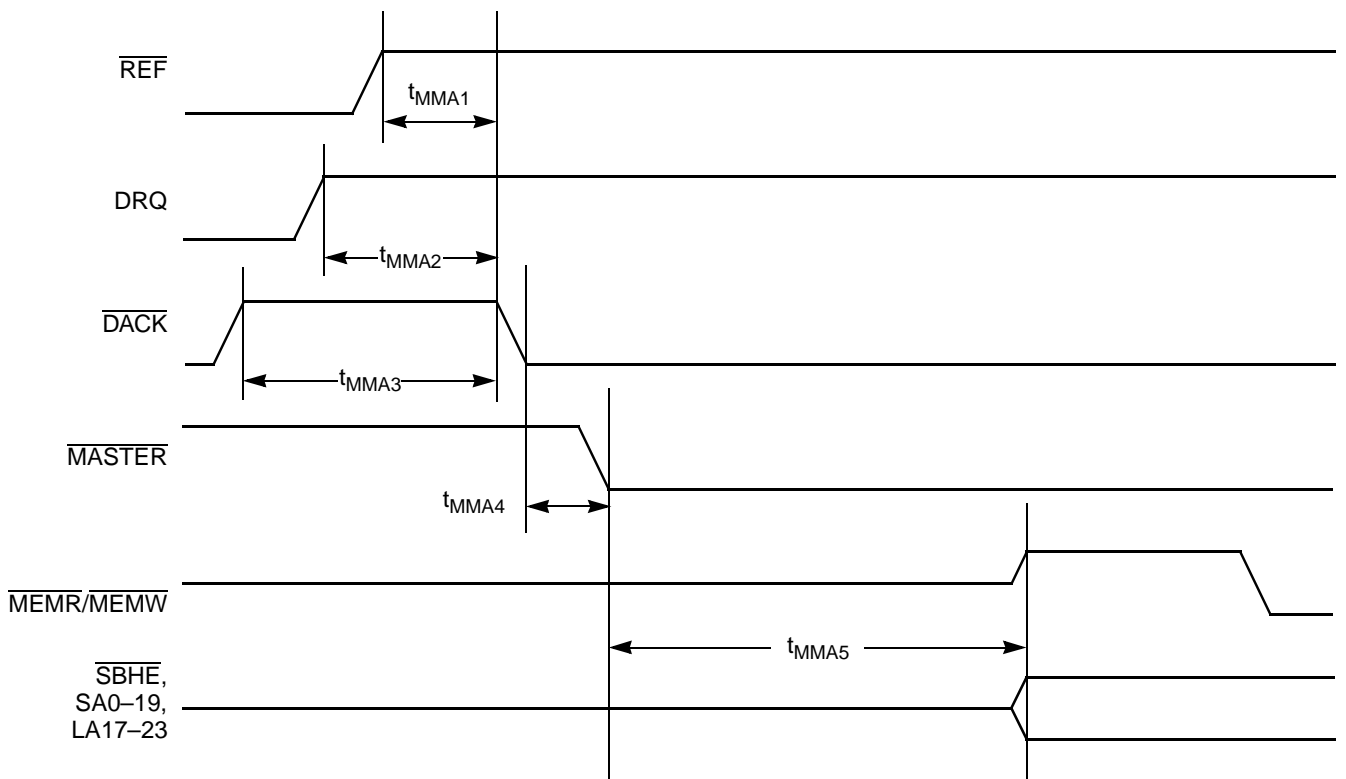 REF
tMMA1
DRQ
tMMA2
DACK
tMMA3
MASTER
tMMA4
MEMR/MEMW
tMMA5
SBHE,
SA0–19,
LA17–23